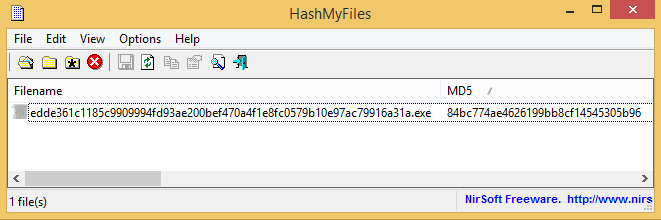 HashMyFiles
File Edit View Options Help
Filename MD5
edde361c1185c9909994fd93ae200bef470a4f1e8fc0579b10e97ac79916a31a.exe 84bc774ae4626199bb8cf14545305b96
1 file(s) NirSoft Freeware. http://www.nirs